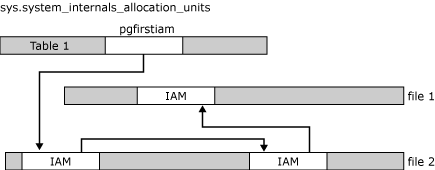 sys.system_internals_allocation_units
pgfirstiam
Table 1
IAM
file 1
IAM
IAM
file 2